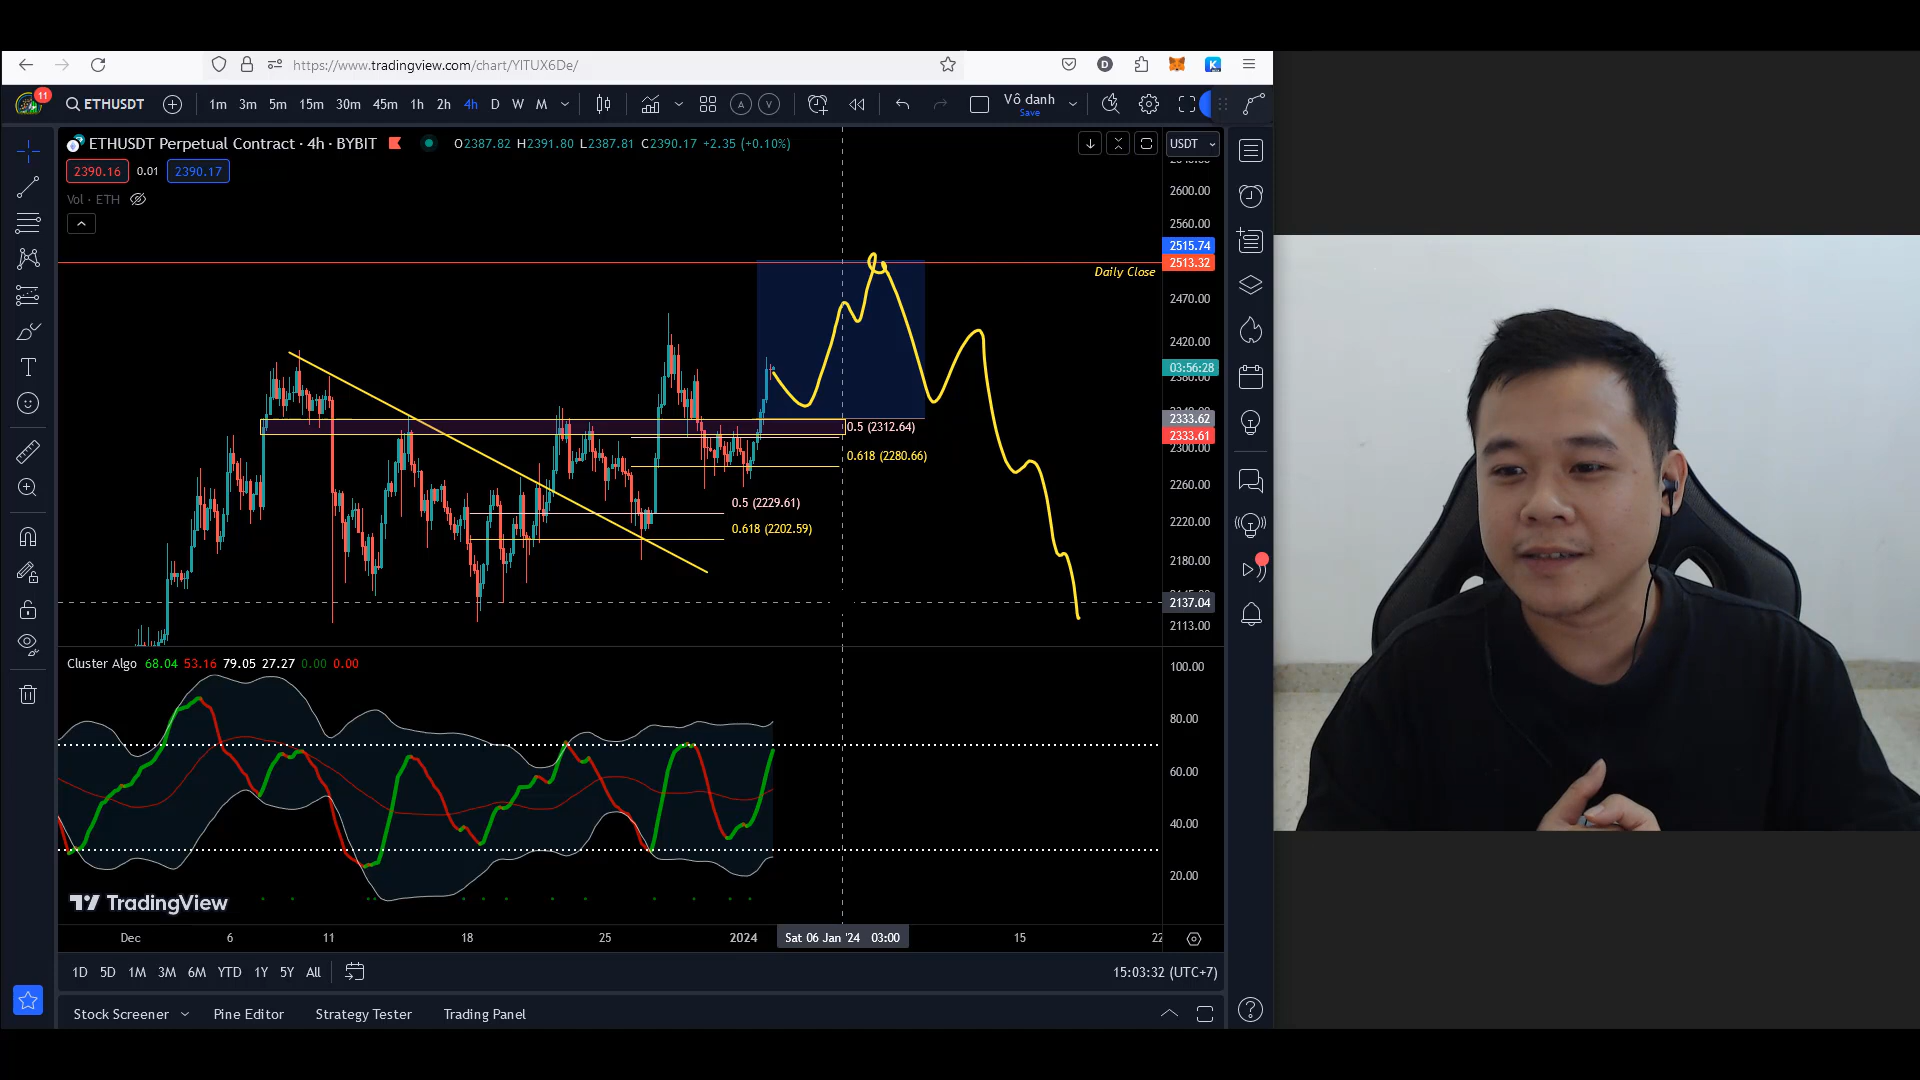 https://www.tradingview.com/chart/YITUX6De/
D
11
ETHUSDT
1m 3m 5m 15m 30m 45m 1h 2h 4h D W M
A V
Vô danh
Save
ETHUSDT Perpetual Contract · 4h · BYBIT
O2387.82 H2391.80 L2387.81 C2390.17 +2.35 (+0.10%)
USDT
2390.16 0.01 2390.17
Vol · ETH
2600.00
2560.00
2515.74
2513.32
Daily Close
2470.00
2420.00
03:56:28
2380.00
2333.62
2333.61
2300.00
2260.00
2220.00
2180.00
2137.04
2113.00
0.5 (2312.64)
0.618 (2280.66)
0.5 (2229.61)
0.618 (2202.59)
Cluster Algo 68.04 53.16 79.05 27.27 0.00 0.00
100.00
80.00
60.00
40.00
20.00
TradingView
Dec 6 11 18 25 2024 Sat 06 Jan '24 03:00 15 22
1D 5D 1M 3M 6M YTD 1Y 5Y All
15:03:32 (UTC+7)
Stock Screener Pine Editor Strategy Tester Trading Panel